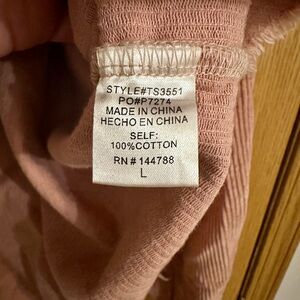 STYLE#TS3551
PO#P7274
MADE IN CHINA
HECHO EN CHINA
SELF:
100%COTTON
RN # 144788
L